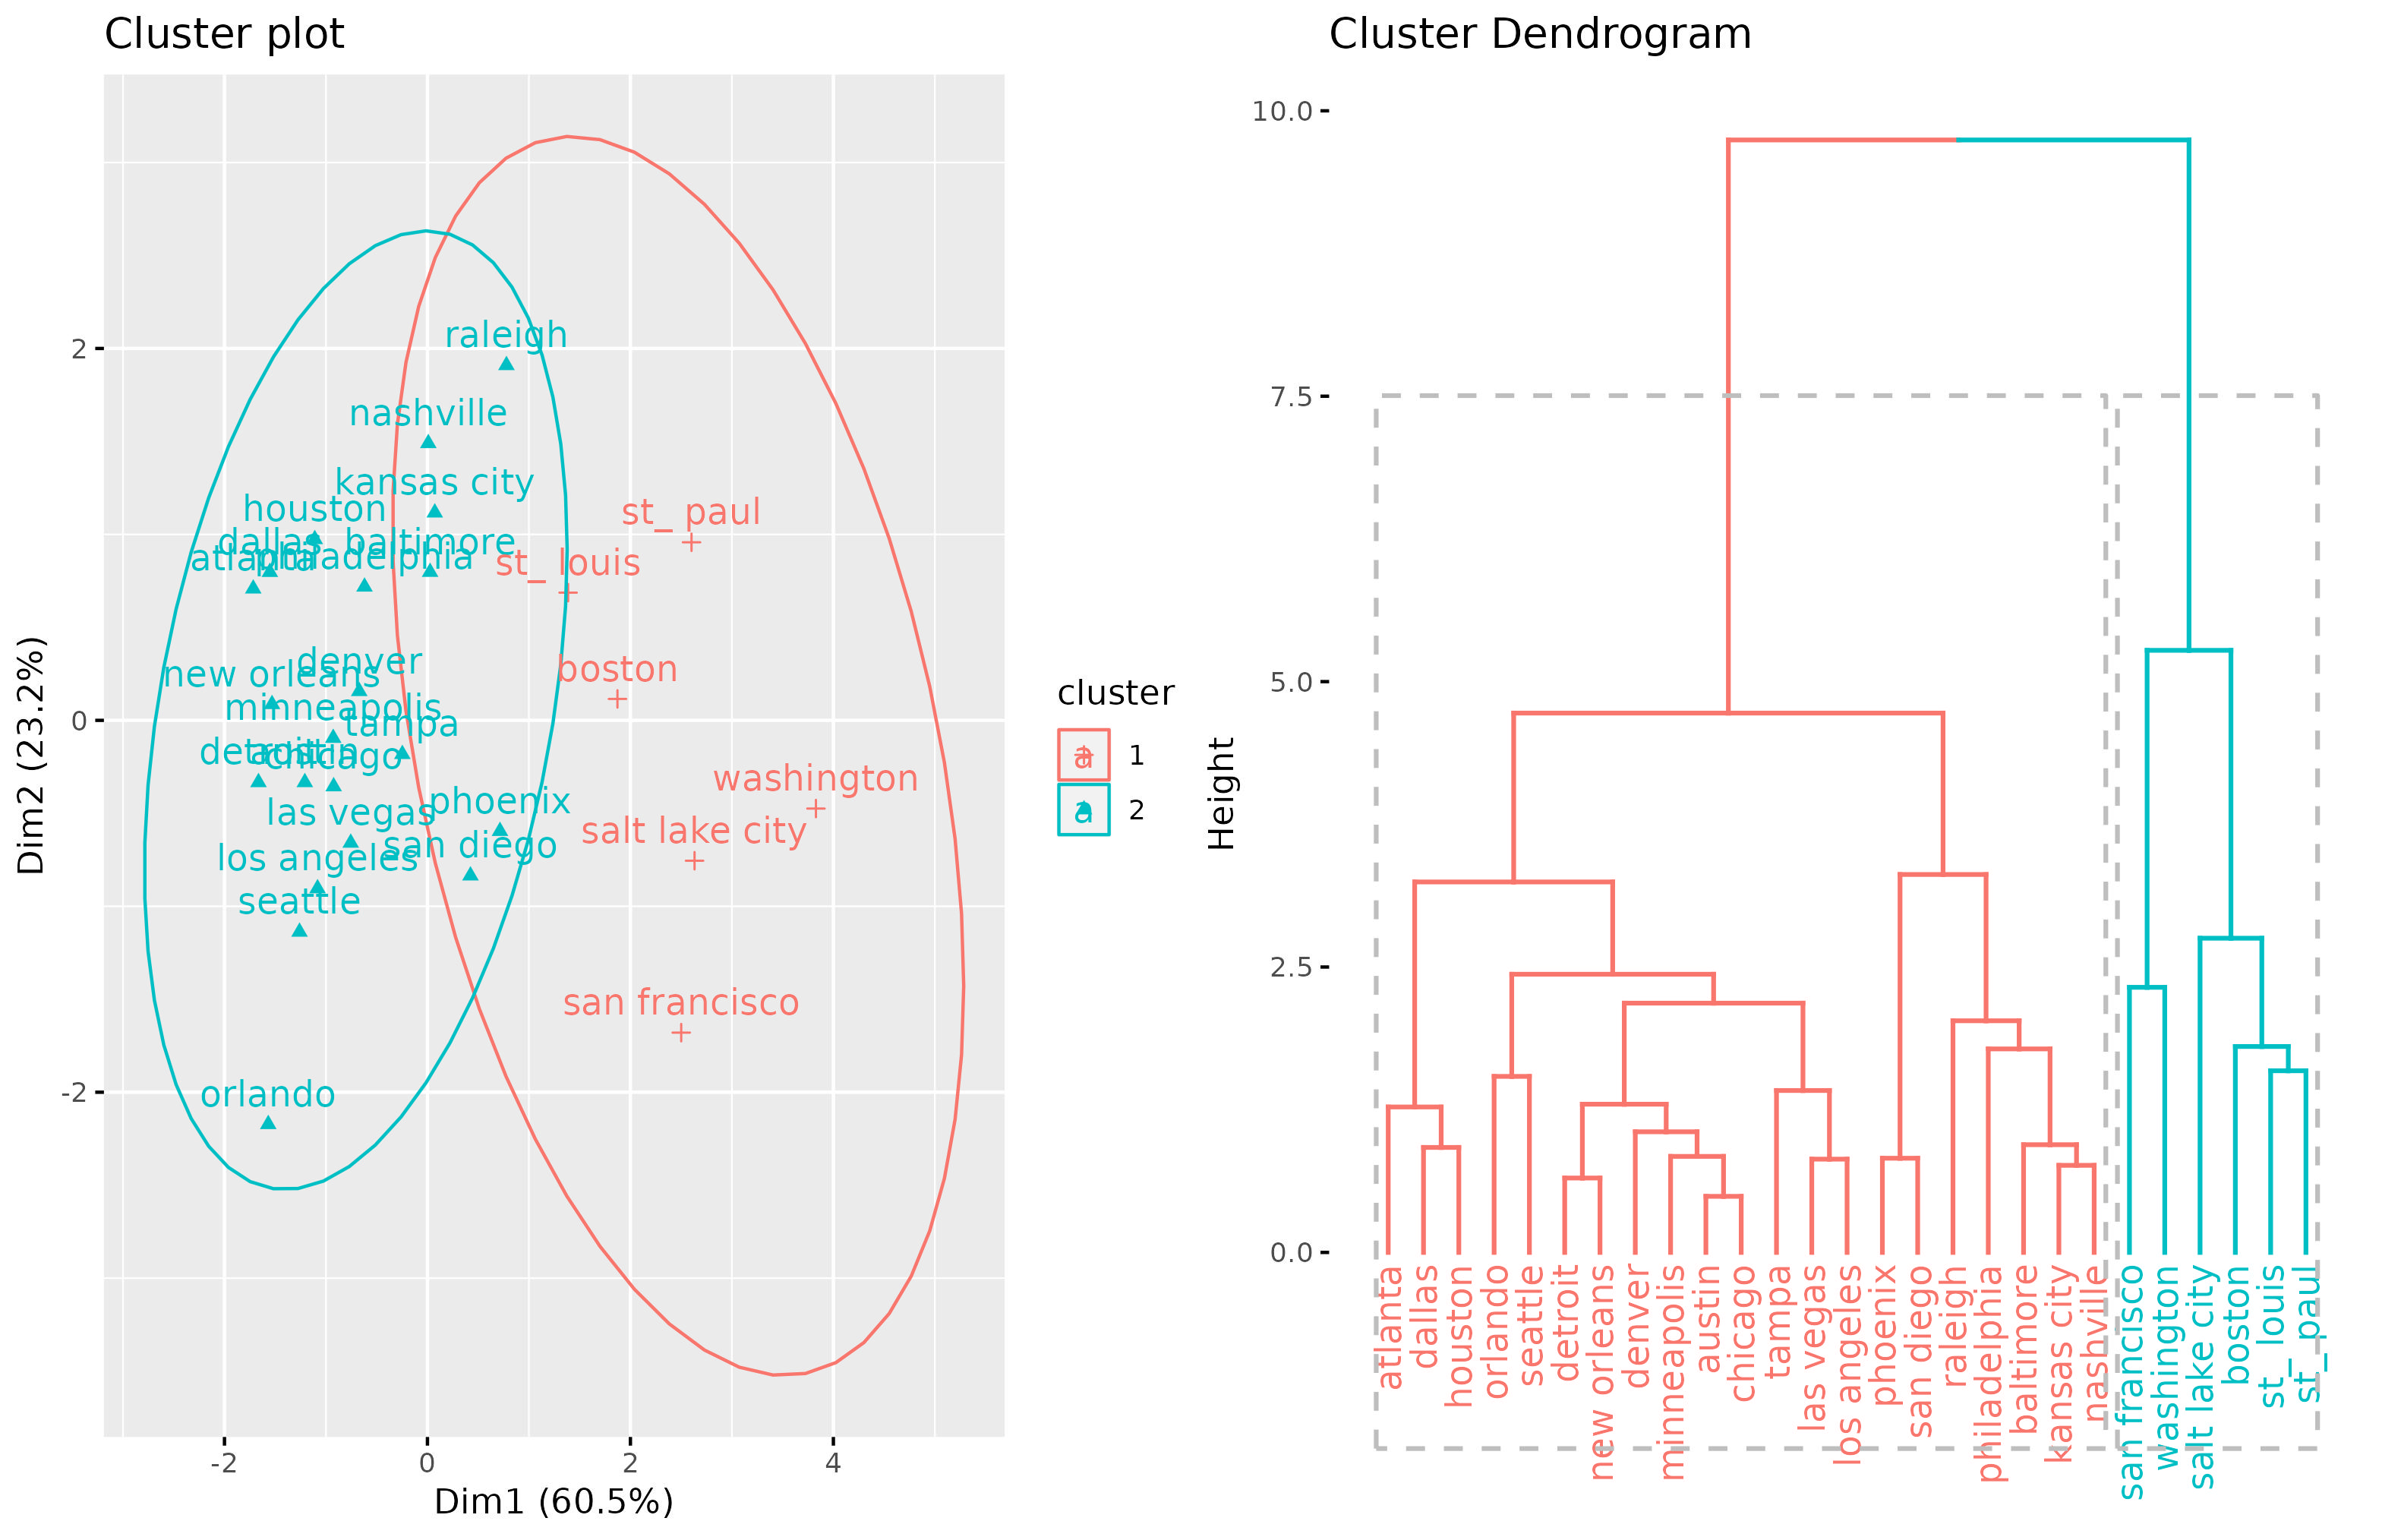 Cluster plot
raleigh
nashville
kansas city
houston
st_ paul
dallas
baltimore
atlanta
philadelphia
st_ louis
denver
new orleans
boston
minneapolis
tampa
detroit
austin
chicago
washington
las vegas
phoenix
salt lake city
san diego
los angeles
seattle
san francisco
orlando
2
0
-2
-2
0
2
4
Dim1 (60.5%)
Dim2 (23.2%)
cluster
a 1
a 2
Cluster Dendrogram
10.0
7.5
5.0
2.5
0.0
Height
atlanta
dallas
houston
orlando
seattle
detroit
new orleans
denver
minneapolis
austin
chicago
tampa
las vegas
los angeles
phoenix
san diego
raleigh
philadelphia
baltimore
kansas city
nashville
san francisco
washington
salt lake city
boston
st_ louis
st_ paul